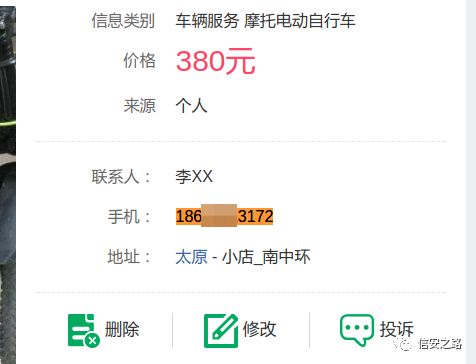 信息类别 车辆服务 摩托电动自行车
价格 380元
来源 个人
联系人： 李XX
手机： 186 3172
地址： 太原 - 小店_南中环
删除 修改 投诉
信安之路